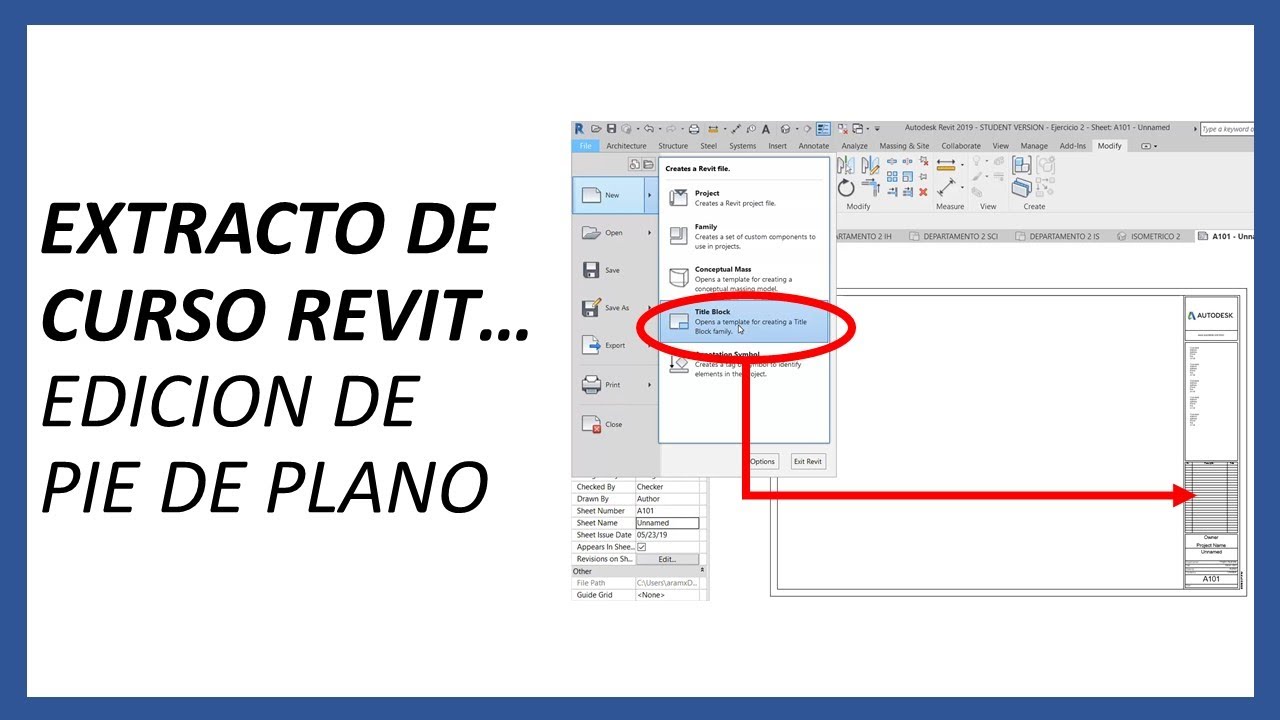 EXTRACTO DE
CURSO REVIT...
EDICION DE
PIE DE PLANO
Autodesk Revit 2019 - STUDENT VERSION - Ejercicio 2 - Sheet: A101 - Unnamed
Type a keyword o
File Architecture Structure Steel Systems Insert Annotate Analyze Massing & Site Collaborate View Manage Add-Ins Modify
Modify Measure View Create
ARTAMENTO 2 IH DEPARTAMENTO 2 SCI DEPARTAMENTO 2 IS ISOMETRICO 2 A101 - Unna
New
Open
Save
Save As
Export
Print
Close
Creates a Revit file.
Project
Creates a Revit project file.
Family
Creates a set of custom components to
use in projects.
Conceptual Mass
Opens a template for creating a
conceptual massing model.
Title Block
Opens a template for creating a Title
Block family.
Annotation Symbol
Creates a tag or symbol to identify
elements in the project.
Options Exit Revit
Checked By Checker
Drawn By Author
Sheet Number A101
Sheet Name Unnamed
Sheet Issue Date 05/23/19
Appears In Shee...
Revisions on Sh... Edit...
Other
File Path C:\Users\aramxD...
Guide Grid <None>
AUTODESK
Owner
Project Name
Unnamed
A101